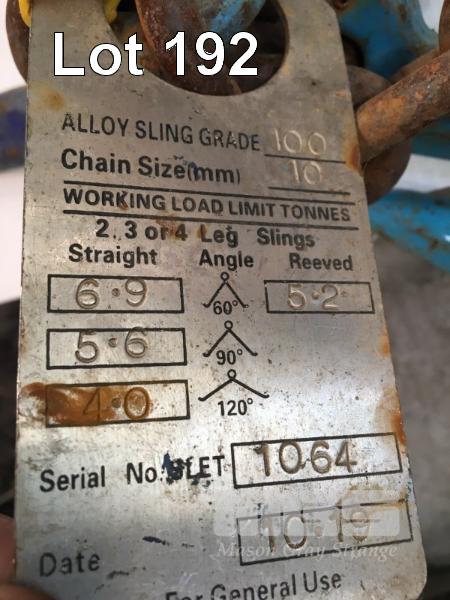 Lot 192
ALLOY SLING GRADE 100
Chain Size(mm) 10
WORKING LOAD LIMIT TONNES
2.3 or 4 Leg Slings
Straight Angle Reeved
6.9 60° 5.2
5.6 90°
4.0 120°
Serial No. 1064
10.19
Mason Gray Strange
Date
For General Use